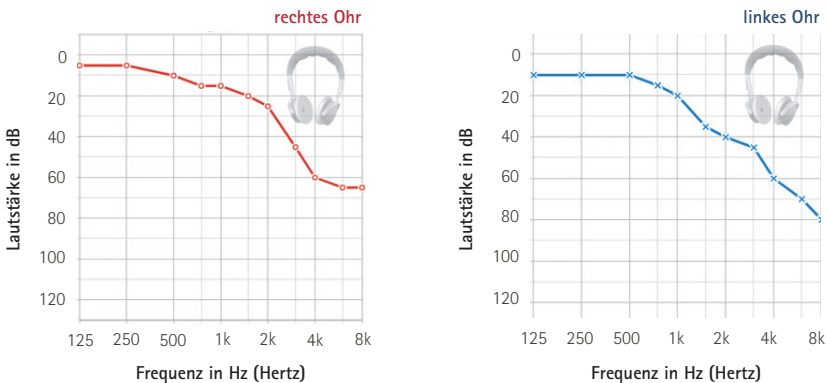 rechtes Ohr
0
20
40
60
80
100
120
Lautstärke in dB
125 250 500 1k 2k 4k 8k
Frequenz in Hz (Hertz)
linkes Ohr
0
20
40
60
80
100
120
Lautstärke in dB
125 250 500 1k 2k 4k 8k
Frequenz in Hz (Hertz)